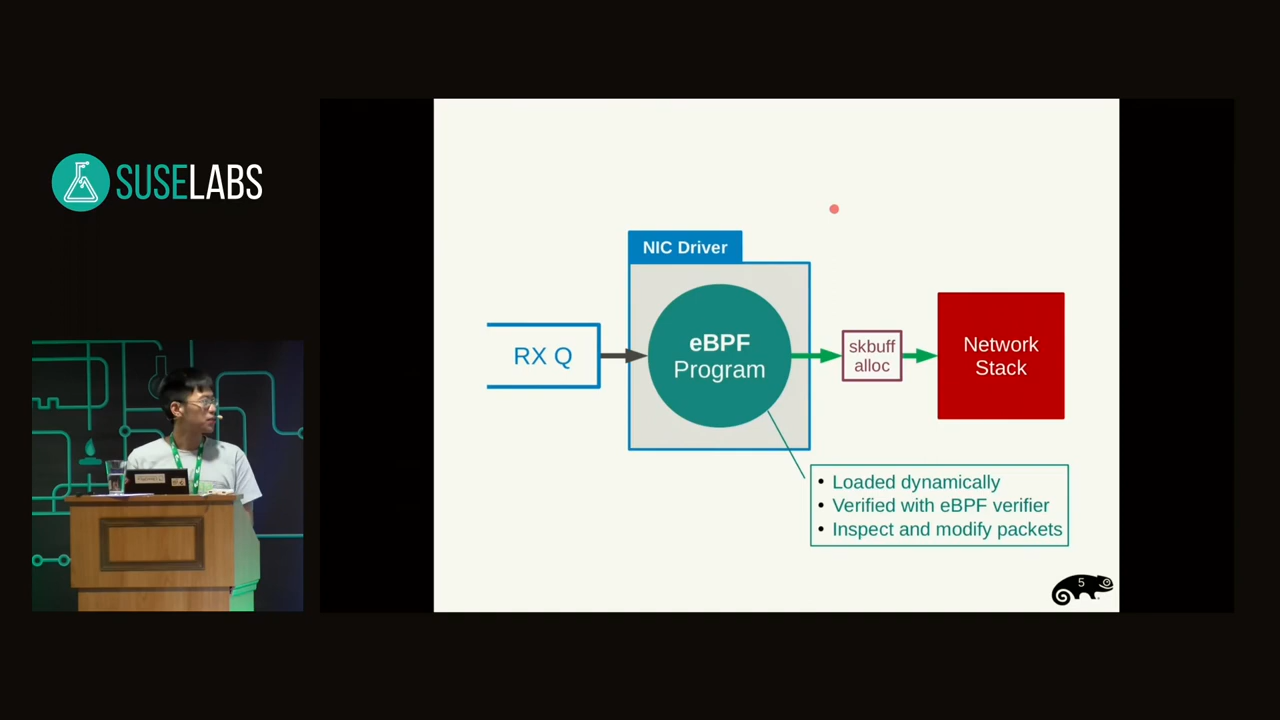 SUSELABS
NIC Driver
RX Q
eBPF
Program
skbuff
alloc
Network
Stack
• Loaded dynamically
• Verified with eBPF verifier
• Inspect and modify packets
5